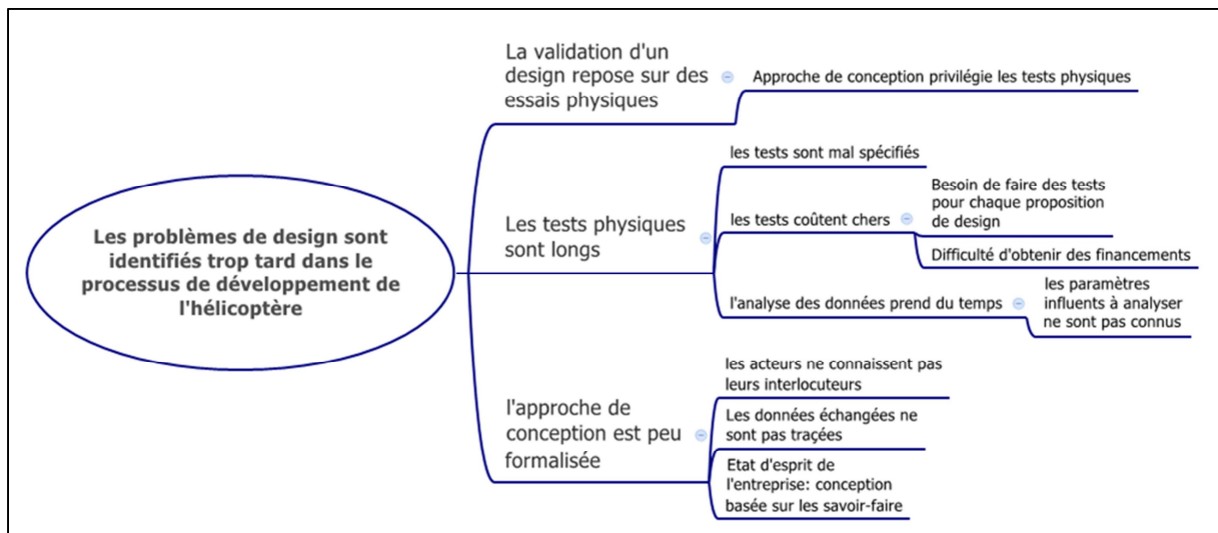 Les problèmes de design sont
identifiés trop tard dans le
processus de développement de
l'hélicoptère
La validation d'un
design repose sur des
essais physiques
Approche de conception privilégie les tests physiques
Les tests physiques
sont longs
les tests sont mal spécifiés
les tests coûtent chers
Besoin de faire des tests
pour chaque proposition
de design
Difficulté d'obtenir des financements
l'analyse des données prend du temps
les paramètres
influents à analyser
ne sont pas connus
l'approche de
conception est peu
formalisée
les acteurs ne connaissent pas
leurs interlocuteurs
Les données échangées ne
sont pas traçées
Etat d'esprit de
l'entreprise: conception
basée sur les savoir-faire